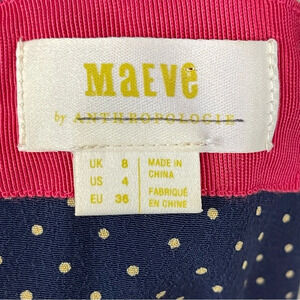 MaEVe
by ANTHROPOLOGIE
UK 8 MADE IN
US 4 CHINA
EU 36 FABRIQUÉ
EN CHINE